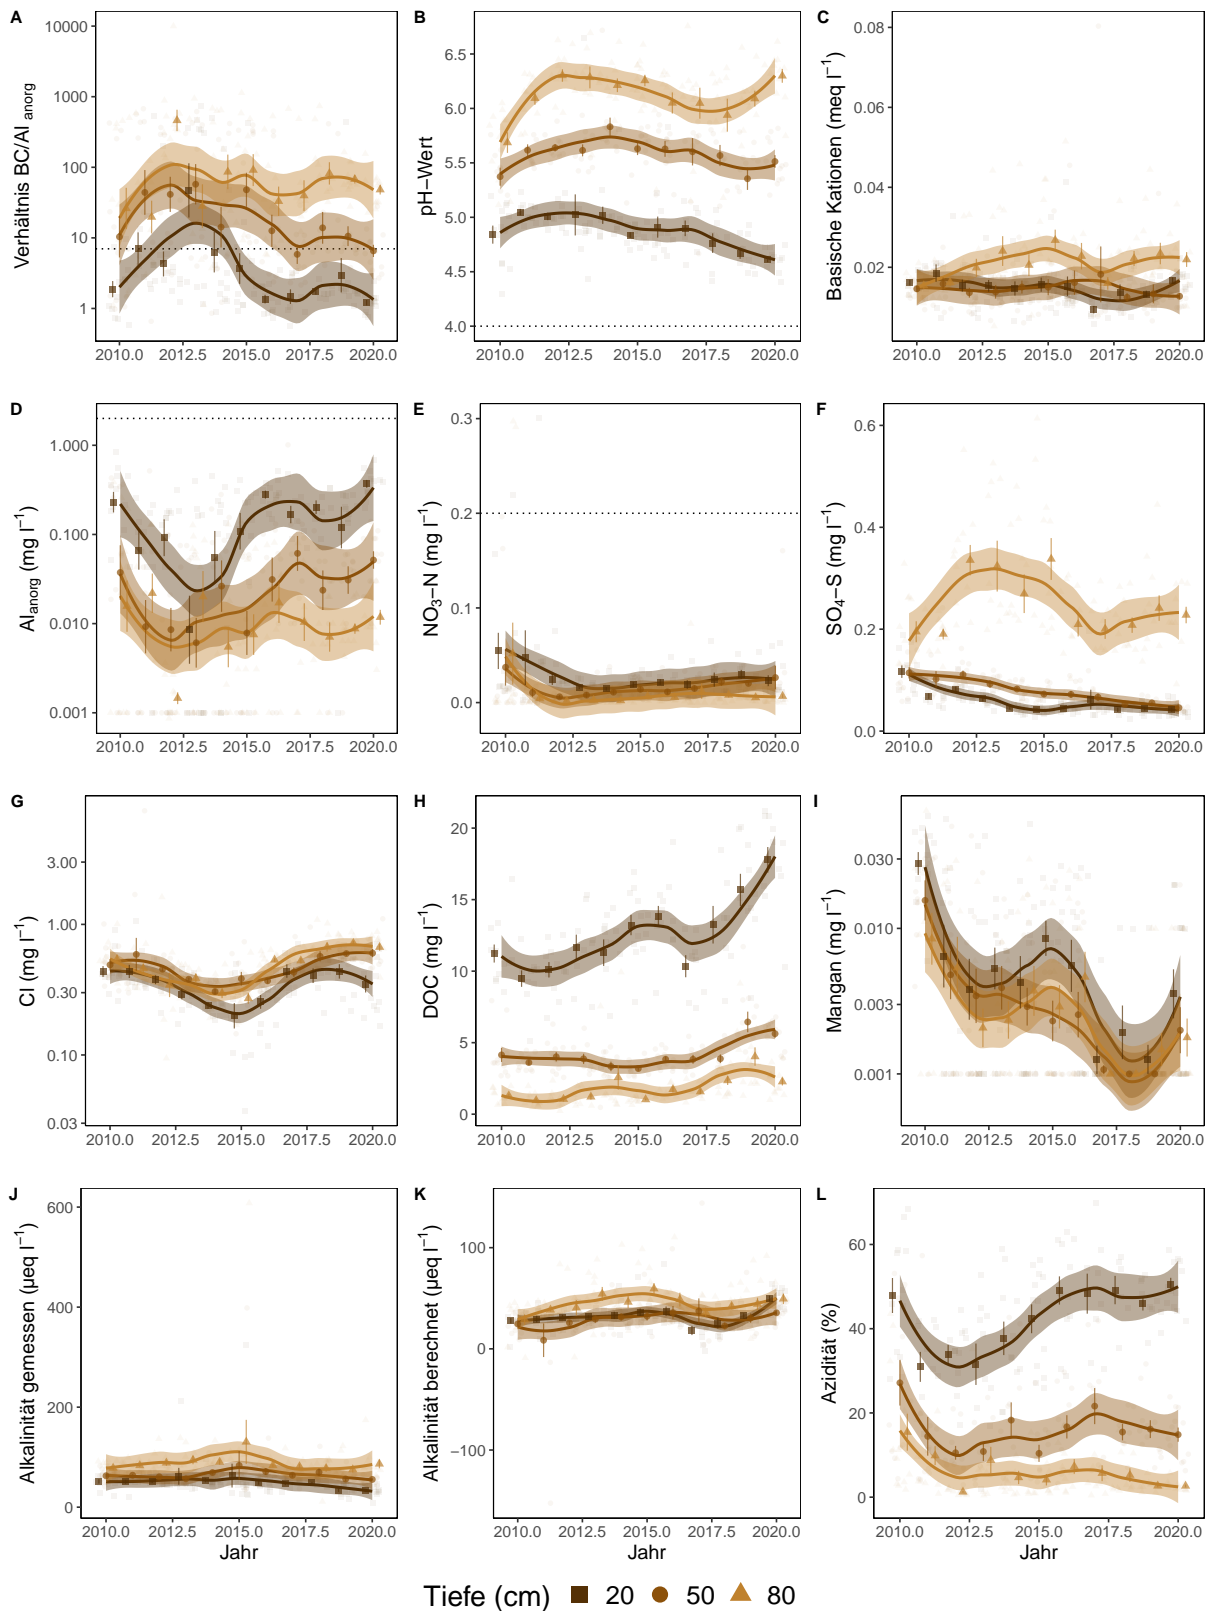 A
10000
1000
100
10
1
Verhältnis BC/Al anorg
2010.0 2012.5 2015.0 2017.5 2020.0
B
6.5
6.0
5.5
5.0
4.5
4.0
pH−Wert
2010.0 2012.5 2015.0 2017.5 2020.0
C
0.08
0.06
0.04
0.02
Basische Kationen (meq l−1)
2010.0 2012.5 2015.0 2017.5 2020.0
D
1.000
0.100
0.010
0.001
Alanorg (mg l−1)
2010.0 2012.5 2015.0 2017.5 2020.0
E
0.3
0.2
0.1
0.0
NO3−N (mg l−1)
2010.0 2012.5 2015.0 2017.5 2020.0
F
0.6
0.4
0.2
0.0
SO4−S (mg l−1)
2010.0 2012.5 2015.0 2017.5 2020.0
G
3.00
1.00
0.30
0.10
0.03
Cl (mg l−1)
2010.0 2012.5 2015.0 2017.5 2020.0
H
20
15
10
5
0
DOC (mg l−1)
2010.0 2012.5 2015.0 2017.5 2020.0
I
0.030
0.010
0.003
0.001
Mangan (mg l−1)
2010.0 2012.5 2015.0 2017.5 2020.0
J
600
400
200
0
Alkalinität gemessen (μeq l−1)
2010.0 2012.5 2015.0 2017.5 2020.0
Jahr
K
100
0
−100
Alkalinität berechnet (μeq l−1)
2010.0 2012.5 2015.0 2017.5 2020.0
L
60
40
20
0
Azidität (%)
2010.0 2012.5 2015.0 2017.5 2020.0
Jahr
Tiefe (cm) 20 50 80